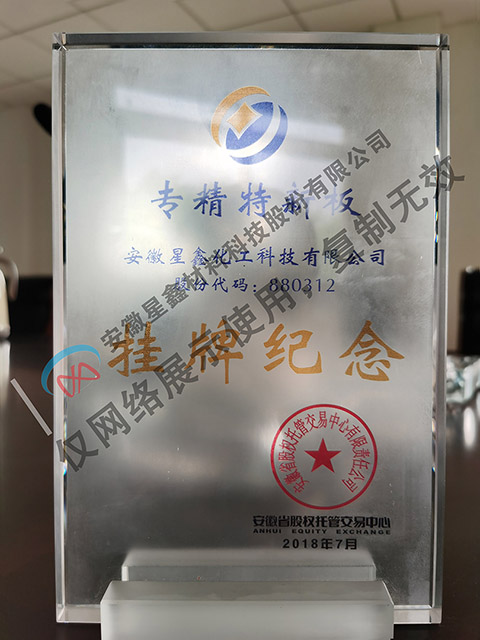 专精特新板
安徽星鑫化工科技有限公司
股份代码：880312
挂牌纪念
安徽省股权托管交易中心有限责任公司
安徽省股权托管交易中心
ANHUI EQUITY EXCHANGE
2018年7月
安徽星鑫材料科技股份有限公司
仅网络展示使用，复制无效